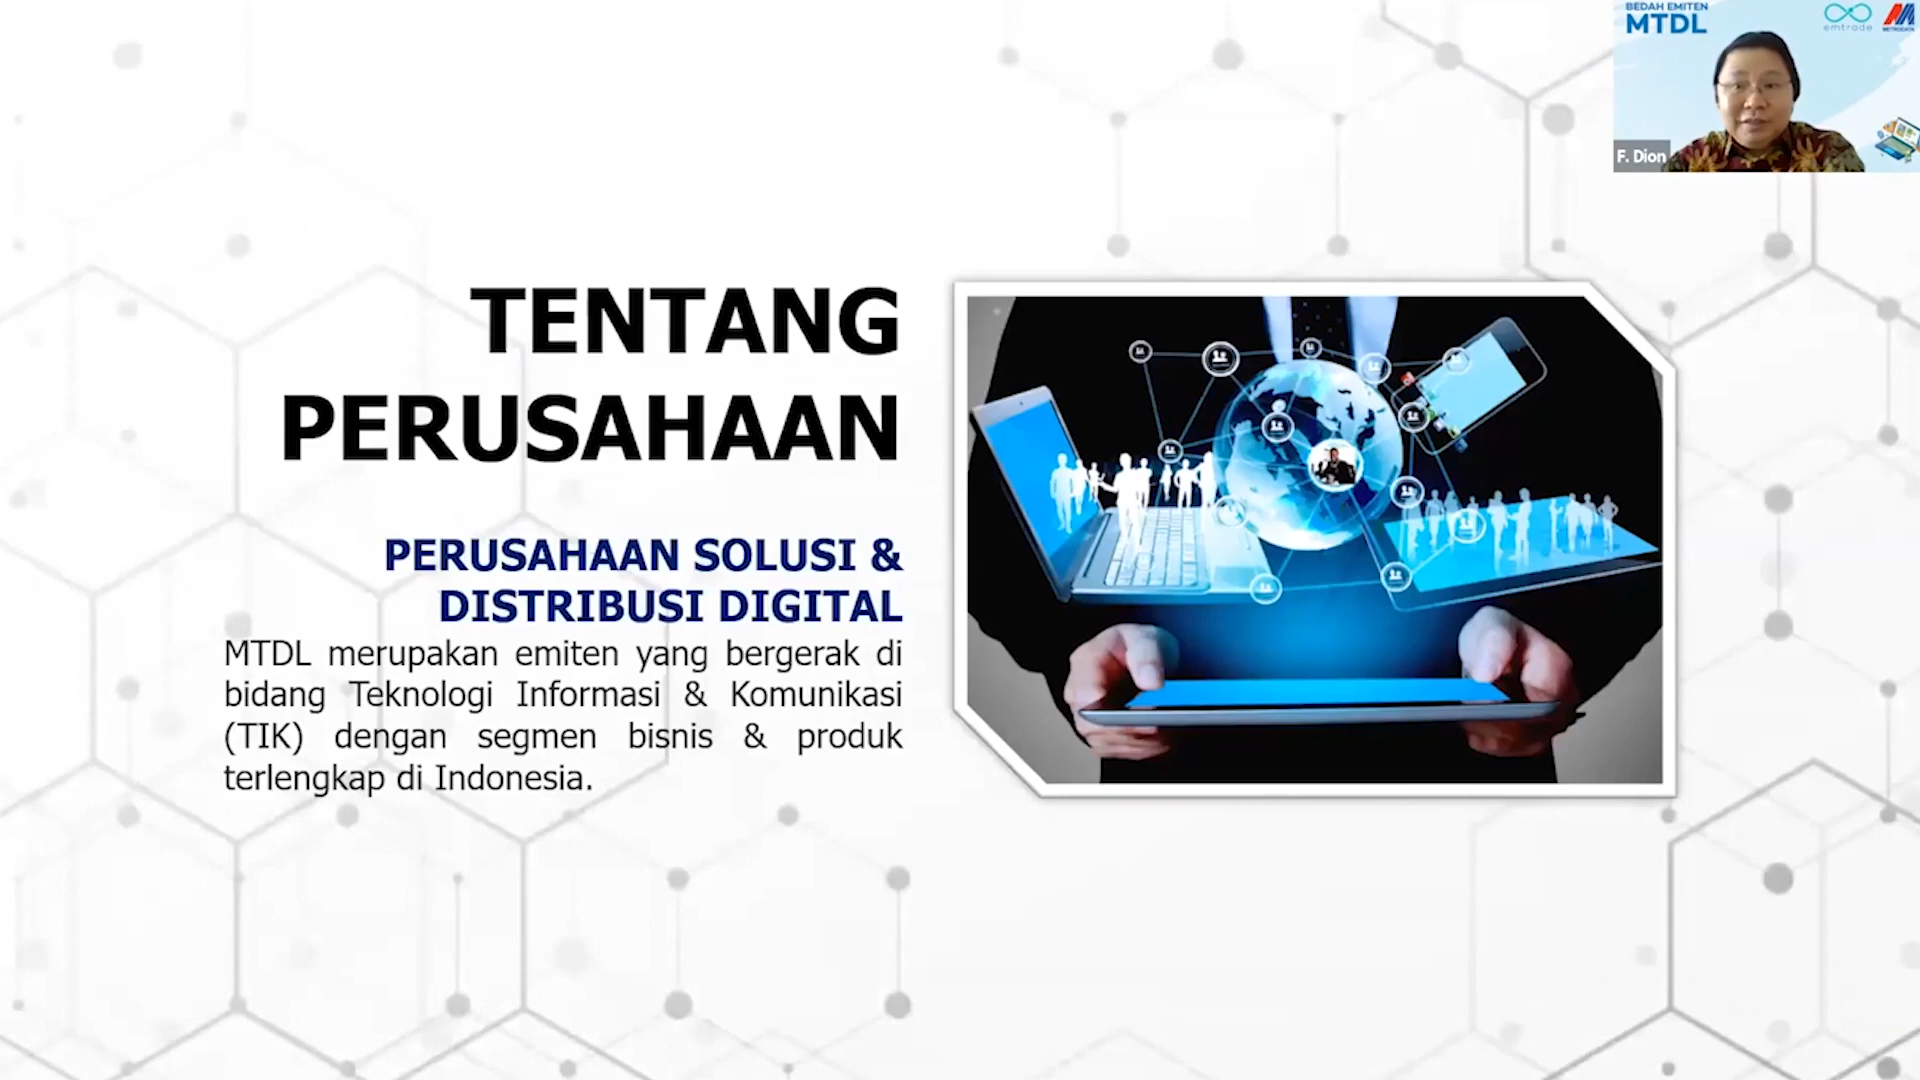 BEDAH EMITEN
MTDL
emtrade
METRODATA
F. Dion
TENTANG
PERUSAHAAN
PERUSAHAAN SOLUSI &
DISTRIBUSI DIGITAL
MTDL merupakan emiten yang bergerak di
bidang Teknologi Informasi & Komunikasi
(TIK) dengan segmen bisnis & produk
terlengkap di Indonesia.